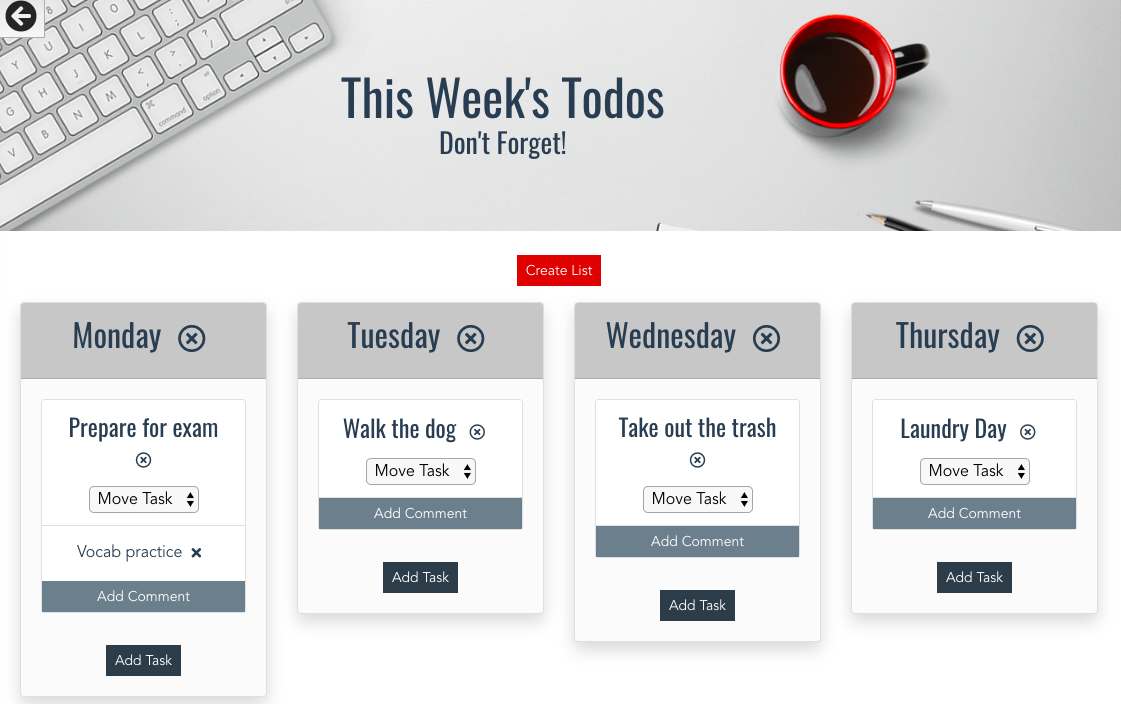 Y
U
I
O
L
:
;
"
'
?
/
G
H
J
K
<
,
>
.
V
B
N
M
⌘
command
option
This Week's Todos
Don't Forget!
Create List
Monday
Tuesday
Wednesday
Thursday
Prepare for exam
Move Task
Vocab practice
Add Comment
Add Task
Walk the dog
Move Task
Add Comment
Add Task
Take out the trash
Move Task
Add Comment
Add Task
Laundry Day
Move Task
Add Comment
Add Task